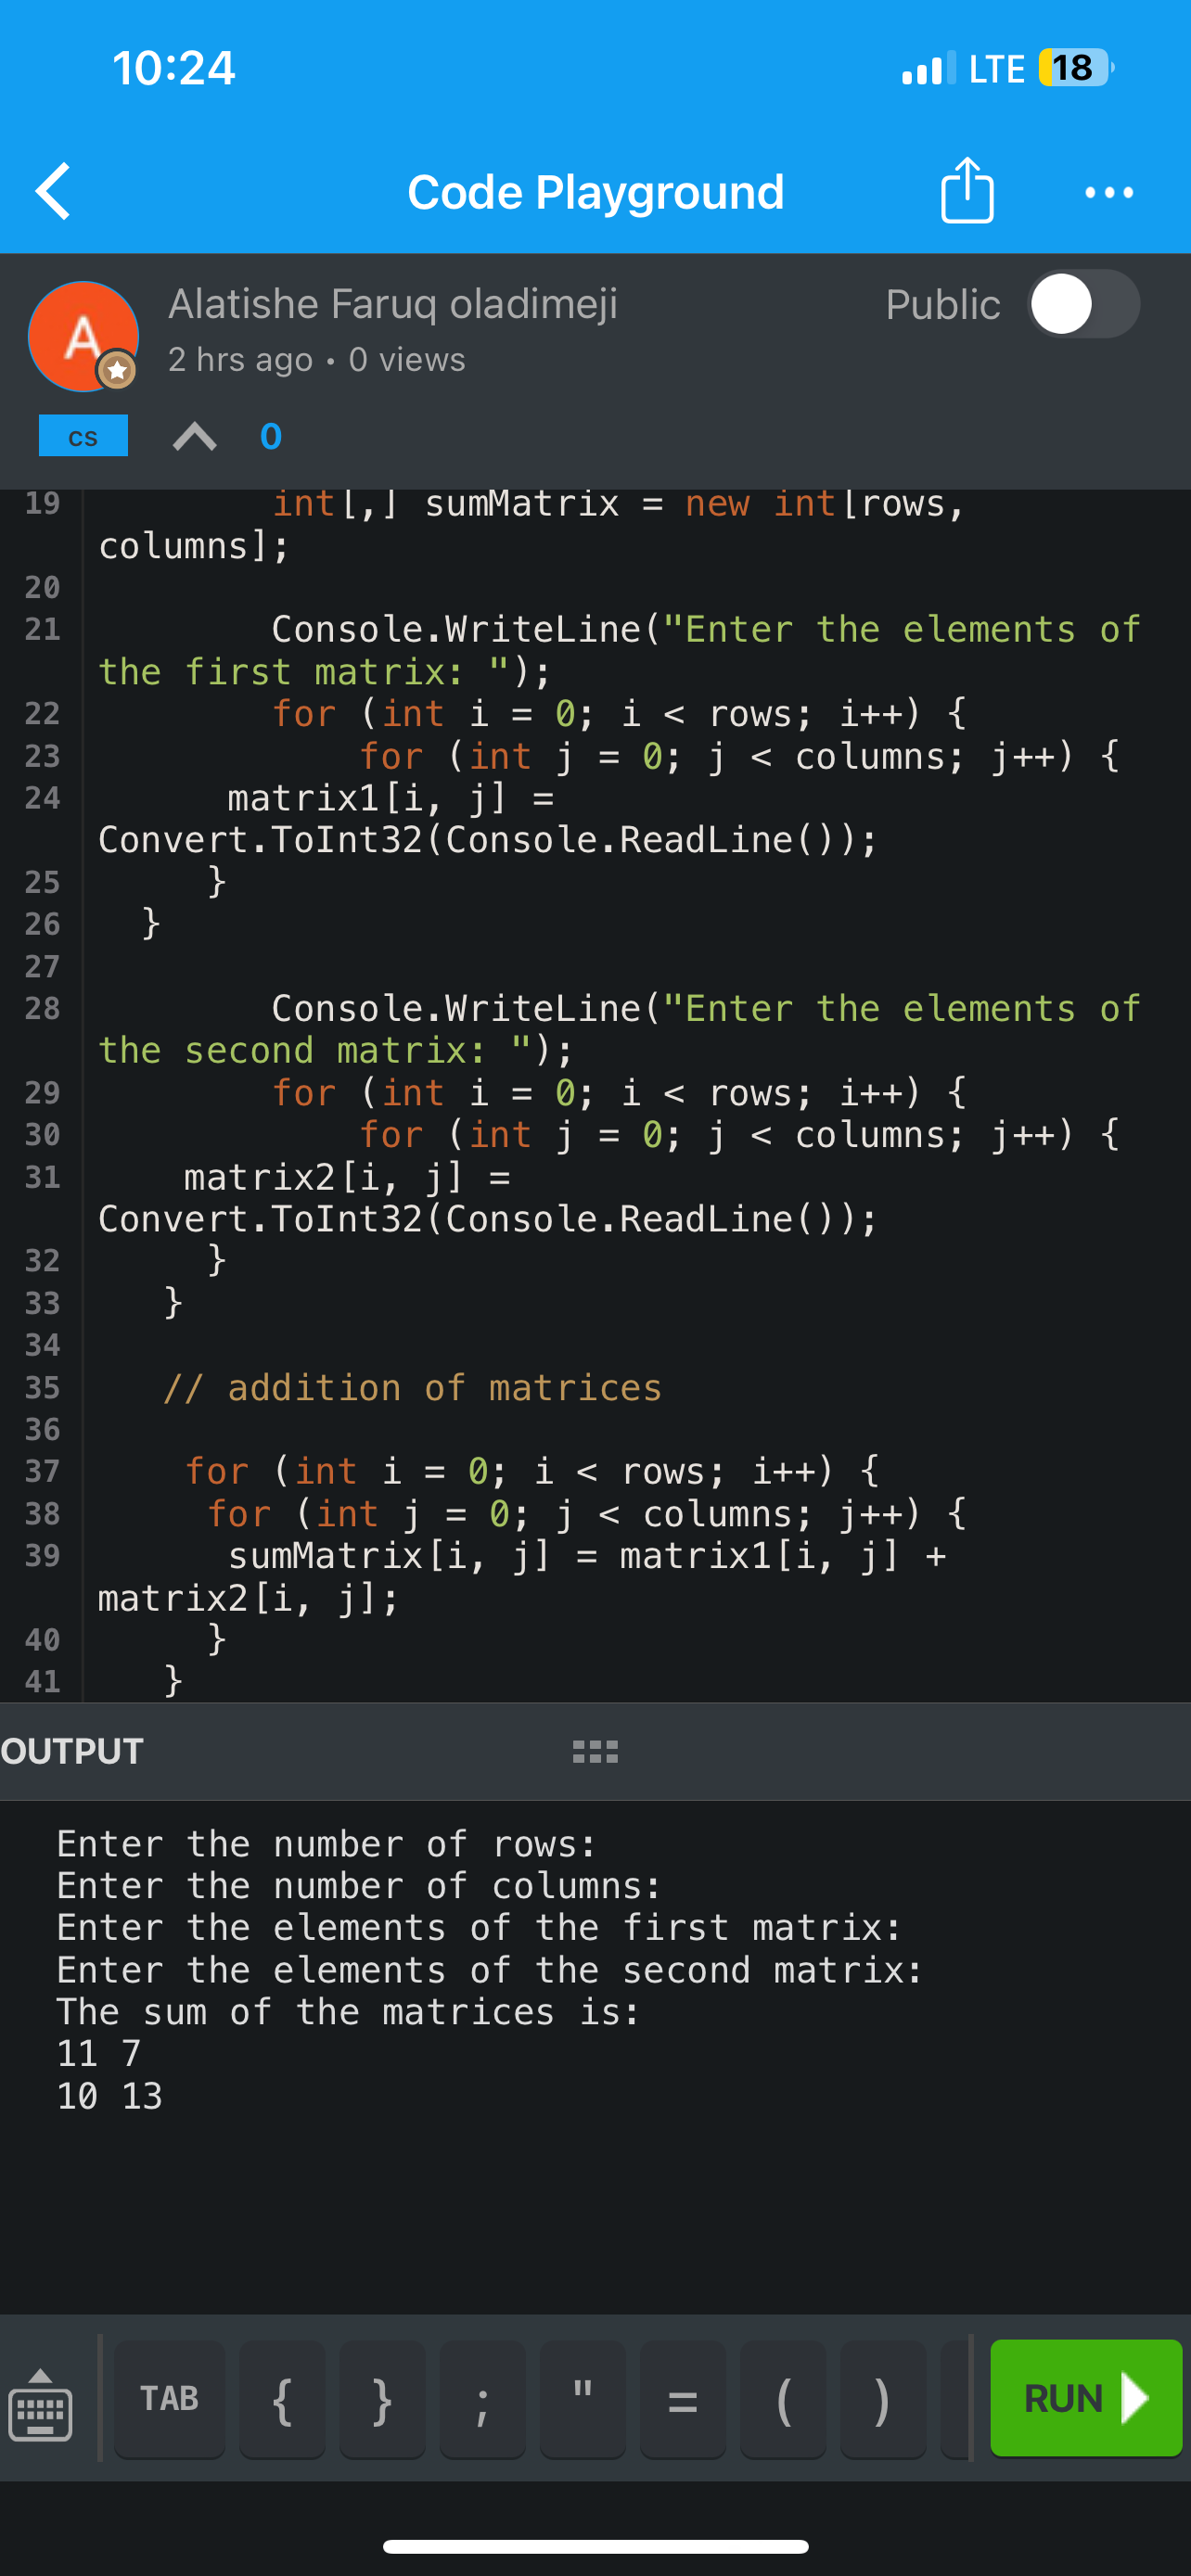 10:24
LTE 18
Code Playground
Alatishe Faruq oladimeji
Public
2 hrs ago • 0 views
cs
0
19 int[,] sumMatrix = new int[rows,
columns];
20
21 Console.WriteLine("Enter the elements of
the first matrix: ");
22 for (int i = 0; i < rows; i++) {
23 for (int j = 0; j < columns; j++) {
24 matrix1[i, j] =
Convert.ToInt32(Console.ReadLine());
25 }
26 }
27
28 Console.WriteLine("Enter the elements of
the second matrix: ");
29 for (int i = 0; i < rows; i++) {
30 for (int j = 0; j < columns; j++) {
31 matrix2[i, j] =
Convert.ToInt32(Console.ReadLine());
32 }
33 }
34
35 // addition of matrices
36
37 for (int i = 0; i < rows; i++) {
38 for (int j = 0; j < columns; j++) {
39 sumMatrix[i, j] = matrix1[i, j] +
matrix2[i, j];
40 }
41 }
OUTPUT
Enter the number of rows:
Enter the number of columns:
Enter the elements of the first matrix:
Enter the elements of the second matrix:
The sum of the matrices is:
11 7
10 13
TAB { } ; " = ( ) RUN